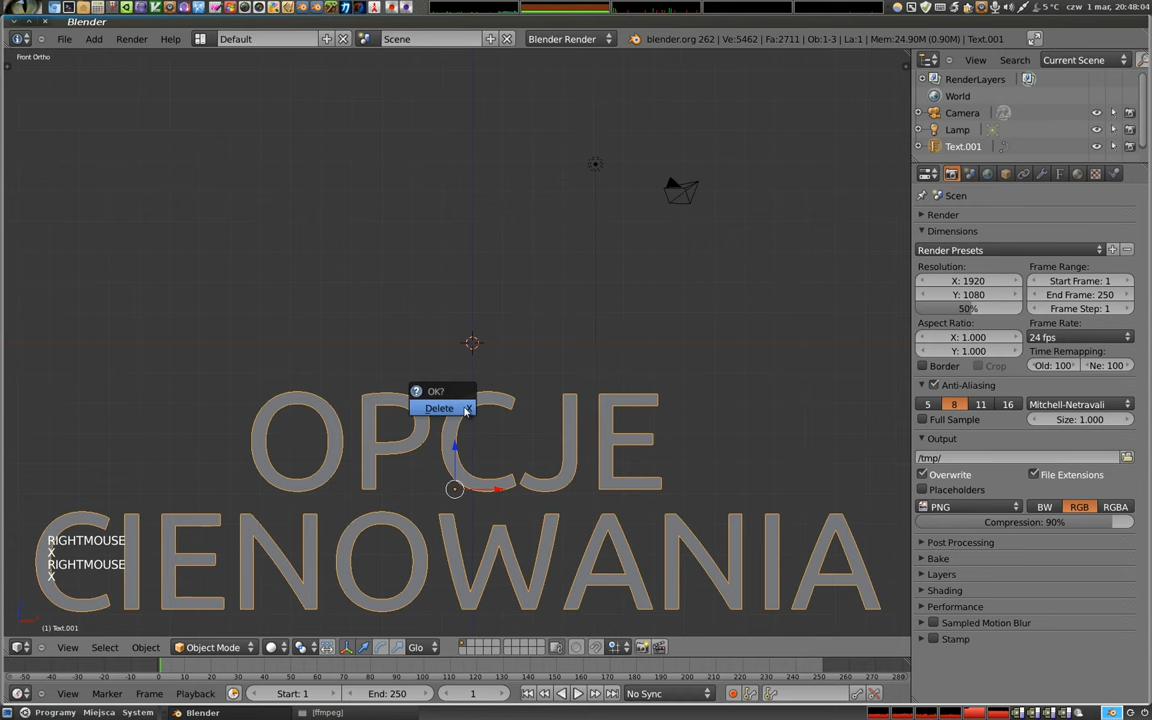 5 °C czw 1 mar, 20:48:04
Blender
File Add Render Help Default Scene Blender Render blender.org 262 | Ve:5462 | Fa:2711 | Ob:1-3 | La:1 | Mem:24.90M (0.90M) | Text.001
Front Ortho
View Search Current Scene
RenderLayers
World
Camera
Lamp
Text.001
Scen
Render
Dimensions
Render Presets
Resolution: Frame Range:
X: 1920 Start Frame: 1
Y: 1080 End Frame: 250
50% Frame Step: 1
Aspect Ratio: Frame Rate:
X: 1.000 24 fps
Y: 1.000 Time Remapping:
Border Crop Old: 100 Ne: 100
Anti-Aliasing
5 8 11 16 Mitchell-Netravali
Full Sample Size: 1.000
Output
/tmp/
Overwrite File Extensions
Placeholders
PNG BW RGB RGBA
Compression: 90%
Post Processing
Bake
Layers
Shading
Performance
Sampled Motion Blur
Stamp
OK?
Delete X
OPCJE
CIENOWANIA
RIGHTMOUSE
X
RIGHTMOUSE
X
(1) Text.001
View Select Object Object Mode Glo
-50 -40 -30 -20 -10 0 10 20 30 40 50 60 70 80 90 100 110 120 130 140 150 160 170 180 190 200 210 220 230 240 250 260 270 280
View Marker Frame Playback Start: 1 End: 250 1 No Sync
Programy Miejsca System Blender [ffmpeg]